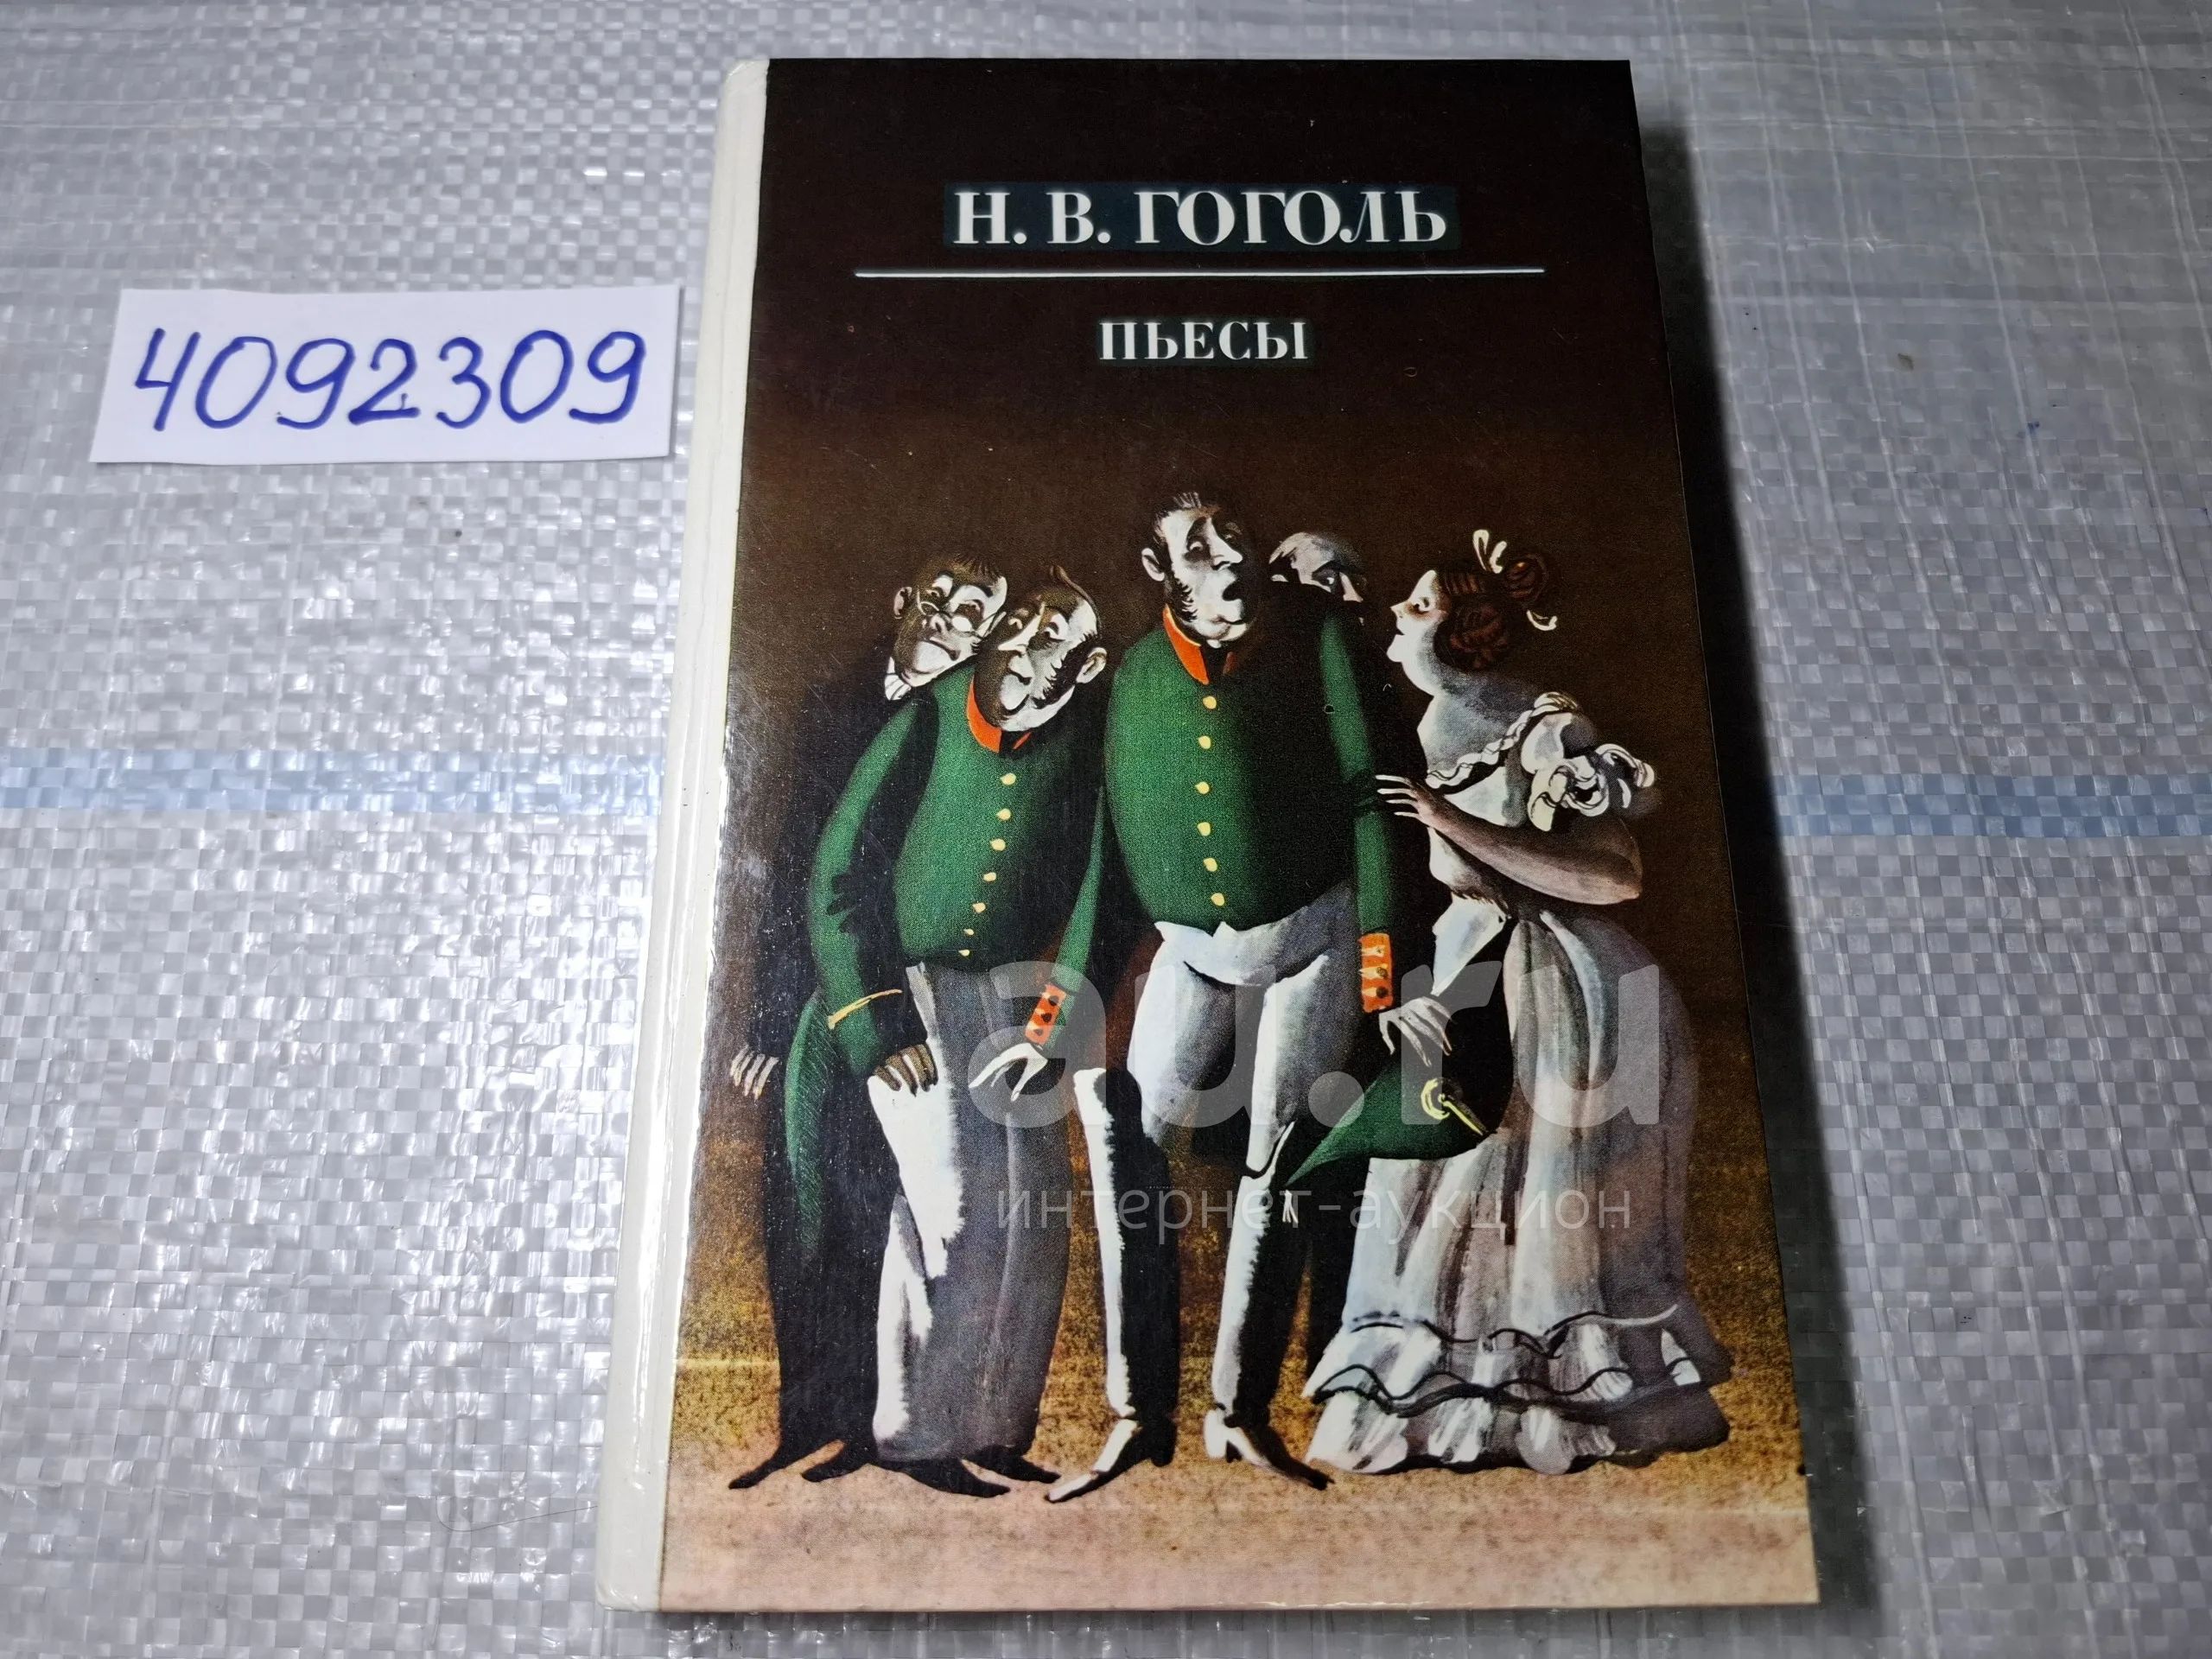 Н. В. ГОГОЛЬ
ПЬЕСЫ
4092309
au.ru
интернет-аукцион